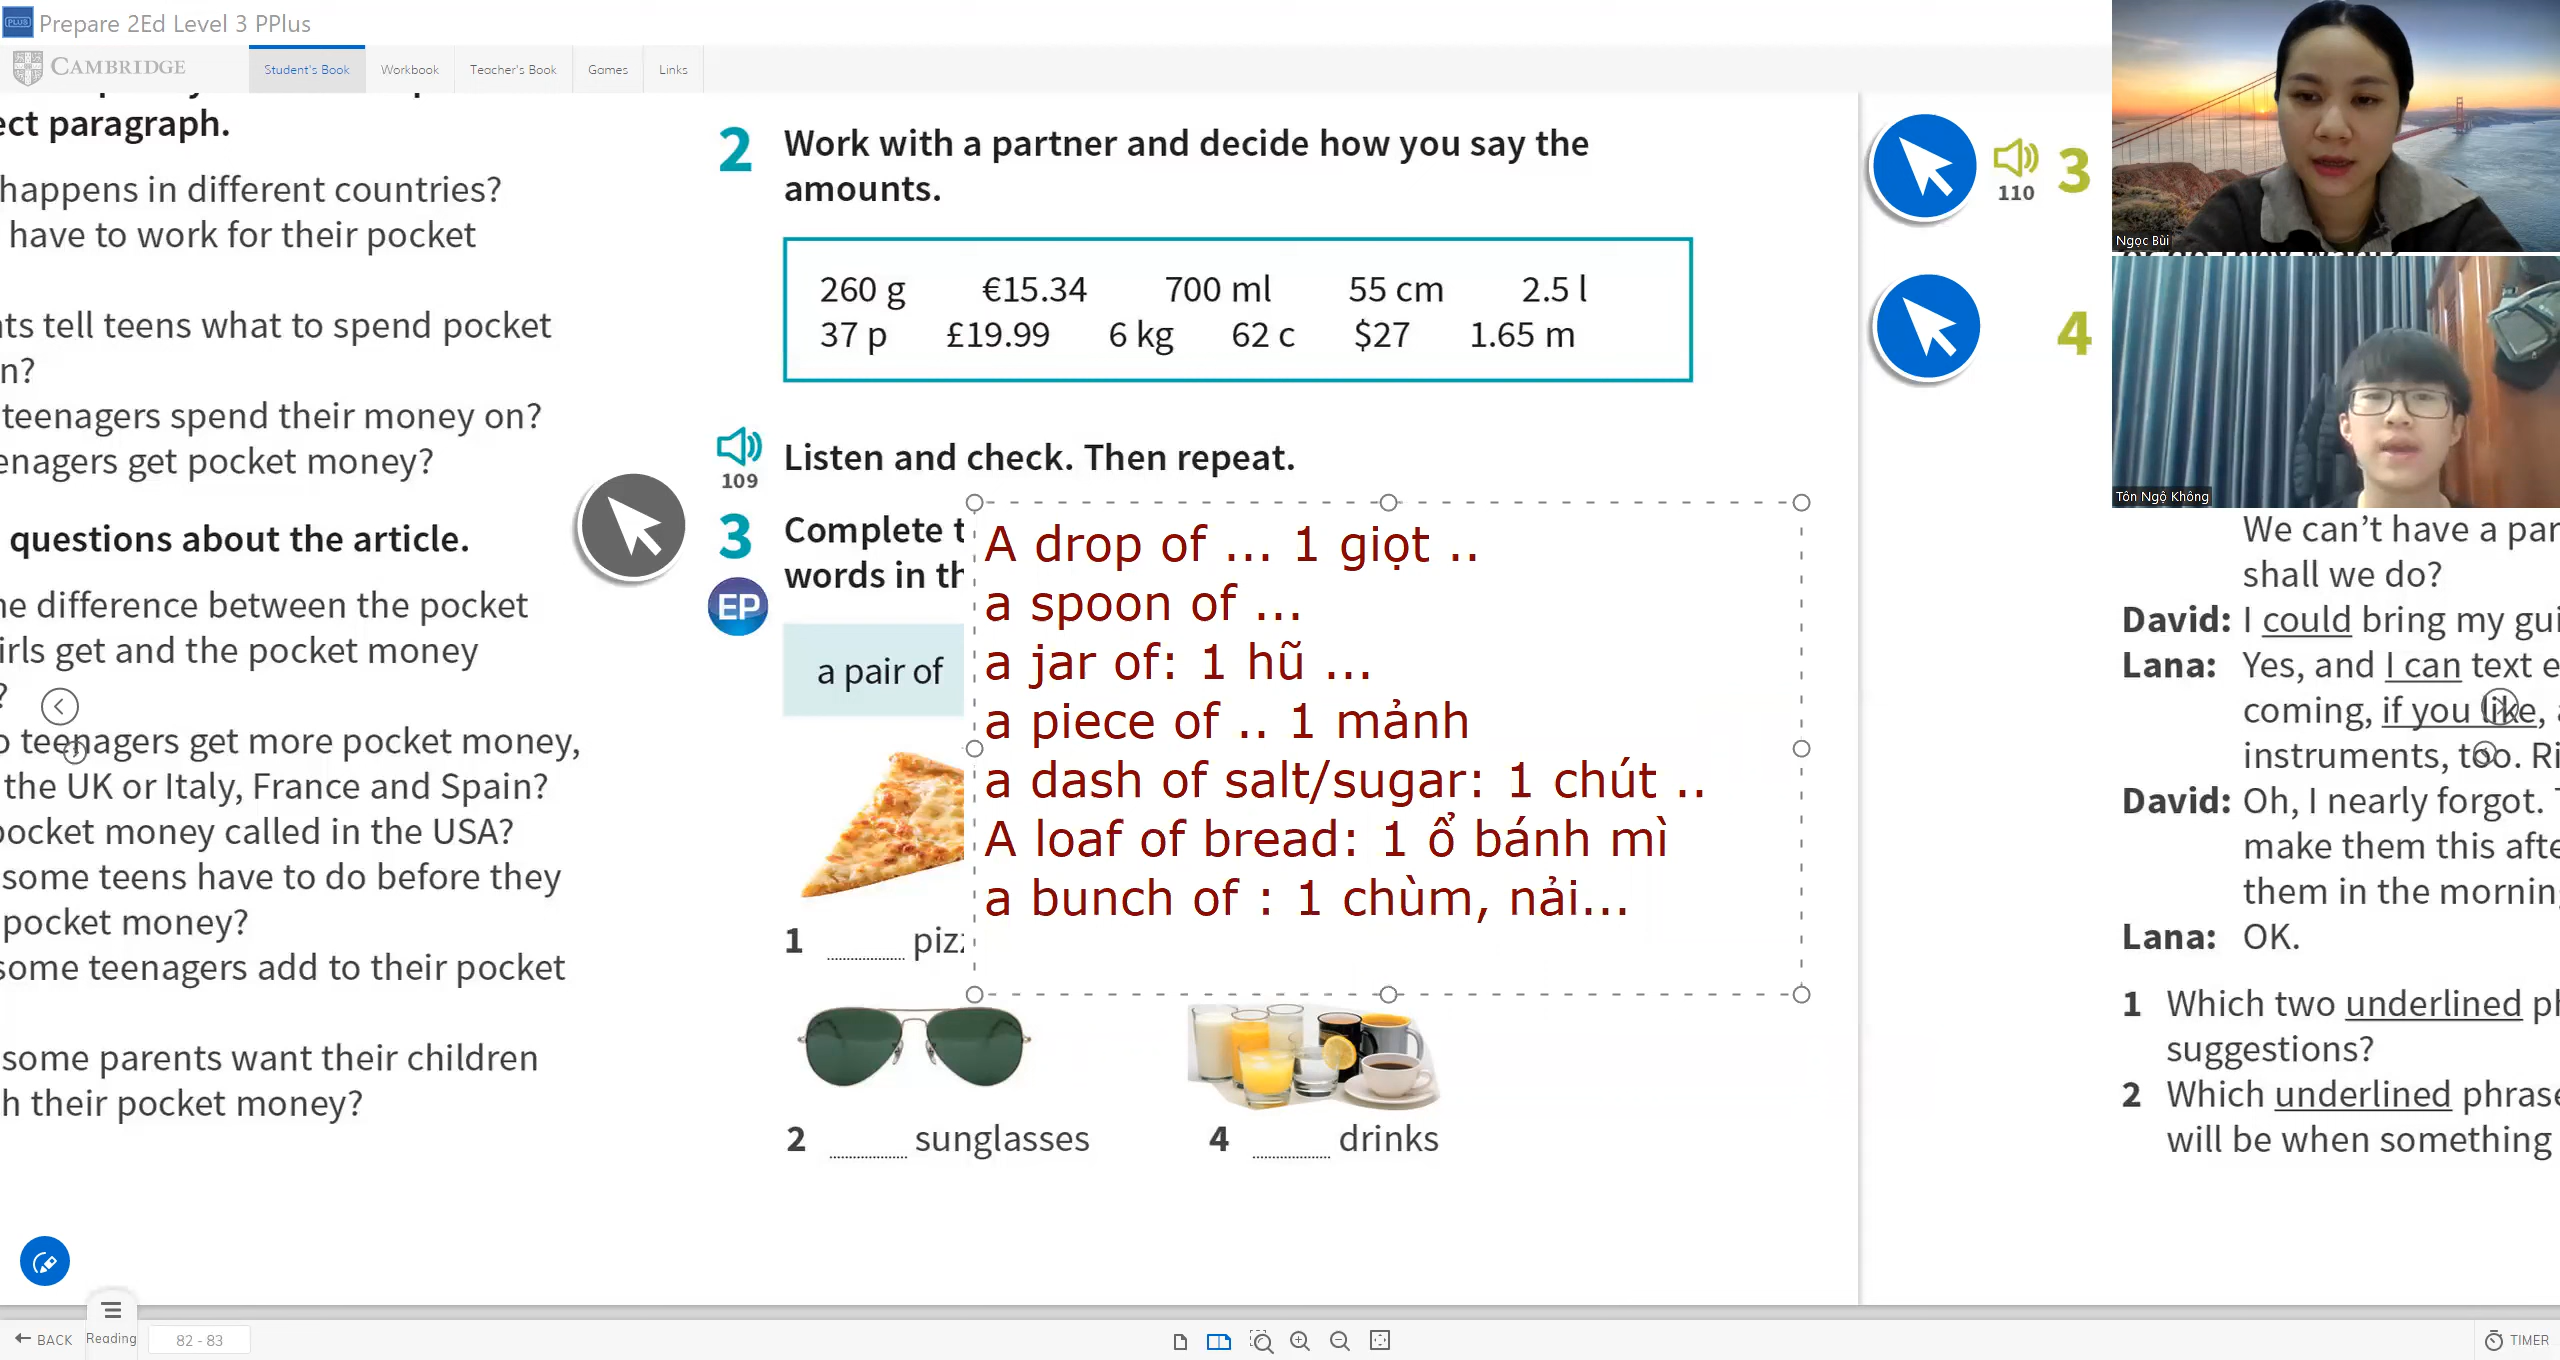 Prepare 2Ed Level 3 PPlus
CAMBRIDGE
Student's Book
Workbook
Teacher's Book
Games
Links
ect paragraph.
happens in different countries?
have to work for their pocket
ts tell teens what to spend pocket
n?
teenagers spend their money on?
enagers get pocket money?
questions about the article.
he difference between the pocket
irls get and the pocket money
?
o teenagers get more pocket money,
the UK or Italy, France and Spain?
pocket money called in the USA?
some teens have to do before they
pocket money?
some teenagers add to their pocket
some parents want their children
h their pocket money?
2 Work with a partner and decide how you say the
amounts.
260 g €15.34 700 ml 55 cm 2.5 l
37 p £19.99 6 kg 62 c $27 1.65 m
109
Listen and check. Then repeat.
3 Complete t
words in th
EP
a pair of
A drop of ... 1 giọt ..
a spoon of ...
a jar of: 1 hũ ...
a piece of .. 1 mảnh
a dash of salt/sugar: 1 chút ..
A loaf of bread: 1 ổ bánh mì
a bunch of : 1 chùm, nải...
1 ........ piz
2 ........ sunglasses
4 ........ drinks
110
3
4
Ngọc Bùi
Tôn Ngộ Không
We can't have a par
shall we do?
David: I could bring my gui
Lana: Yes, and I can text e
coming, if you like, a
instruments, too. Ri
David: Oh, I nearly forgot. T
make them this afte
them in the morning
Lana: OK.
1 Which two underlined ph
suggestions?
2 Which underlined phrase
will be when something
BACK
Reading
82 - 83
TIMER